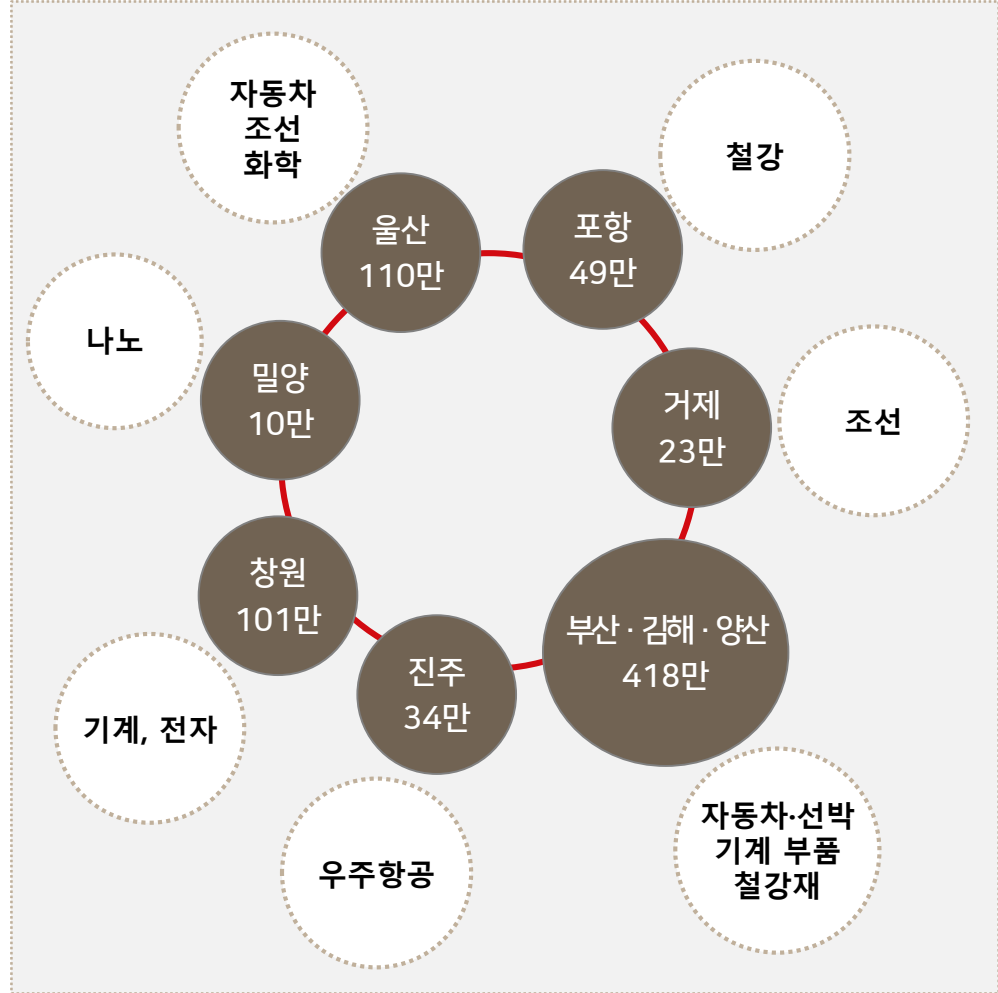 자동차
조선
화학
철강
울산
110만
포항
49만
나노
밀양
10만
거제
23만
조선
창원
101만
부산 · 김해 · 양산
418만
진주
34만
기계, 전자
우주항공
자동차·선박
기계 부품
철강재